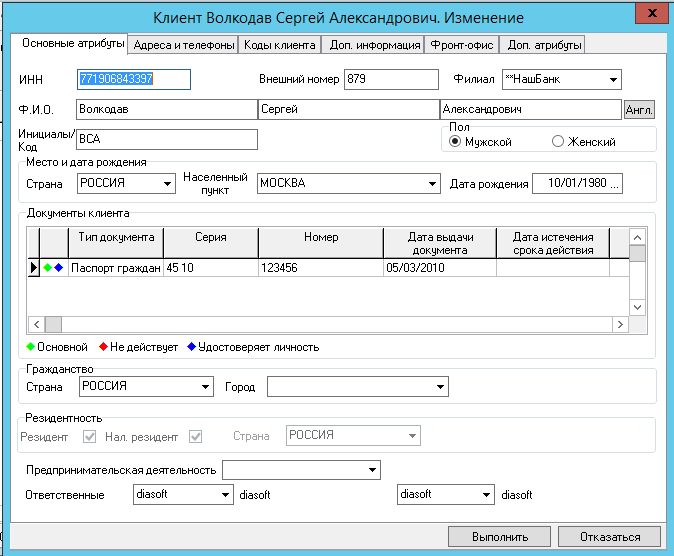 Клиент Волкодав Сергей Александрович. Изменение
x
Основные атрибуты Адреса и телефоны Коды клиента Доп. информация Фронт-офис Доп. атрибуты
ИНН 771906843397 Внешний номер 879 Филиал **НашБанк
Ф.И.О. Волкодав Сергей Александрович Англ.
Инициалы/
Код ВСА
Пол
Мужской Женский
Место и дата рождения
Страна РОССИЯ Населенный пункт МОСКВА Дата рождения 10/01/1980 ...
Документы клиента
Тип документа Серия Номер Дата выдачи документа Дата истечения срока действия
Паспорт граждан 45 10 123456 05/03/2010
Основной Не действует Удостоверяет личность
Гражданство
Страна РОССИЯ Город
Резидентность
Резидент Нал. резидент Страна РОССИЯ
Предпринимательская деятельность
Ответственные diasoft diasoft diasoft diasoft
Выполнить Отказаться